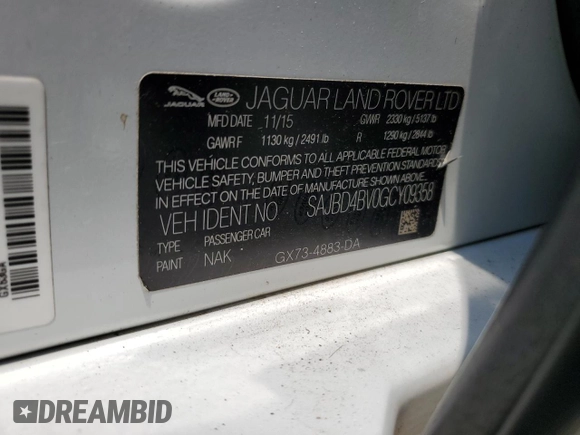 JAGUAR
LAND ROVER
JAGUAR LAND ROVER LTD
MFD DATE 11/15 GVWR 2330 kg / 5137 lb
GAWR F 1130 kg / 2491 lb R 1290 kg / 2844 lb
THIS VEHICLE CONFORMS TO ALL APPLICABLE FEDERAL MOTOR
VEHICLE SAFETY, BUMPER AND THEFT PREVENTION STANDARDS
IN EFFECT ON THE DATE OF MANUFACTURE SHOWN ABOVE.
VEH IDENT NO SAJBD4BV0GCY09358
TYPE PASSENGER CAR
PAINT NAK GX73-4883-DA
DREAMBID